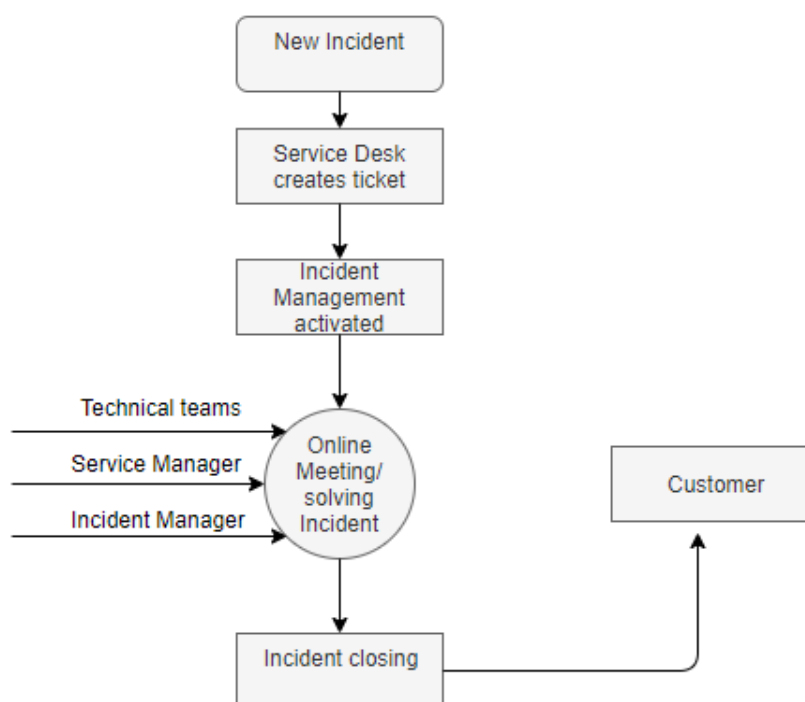 New Incident
Service Desk
creates ticket
Incident
Management
activated
Technical teams
Service Manager
Incident Manager
Online
Meeting/
solving
Incident
Customer
Incident closing